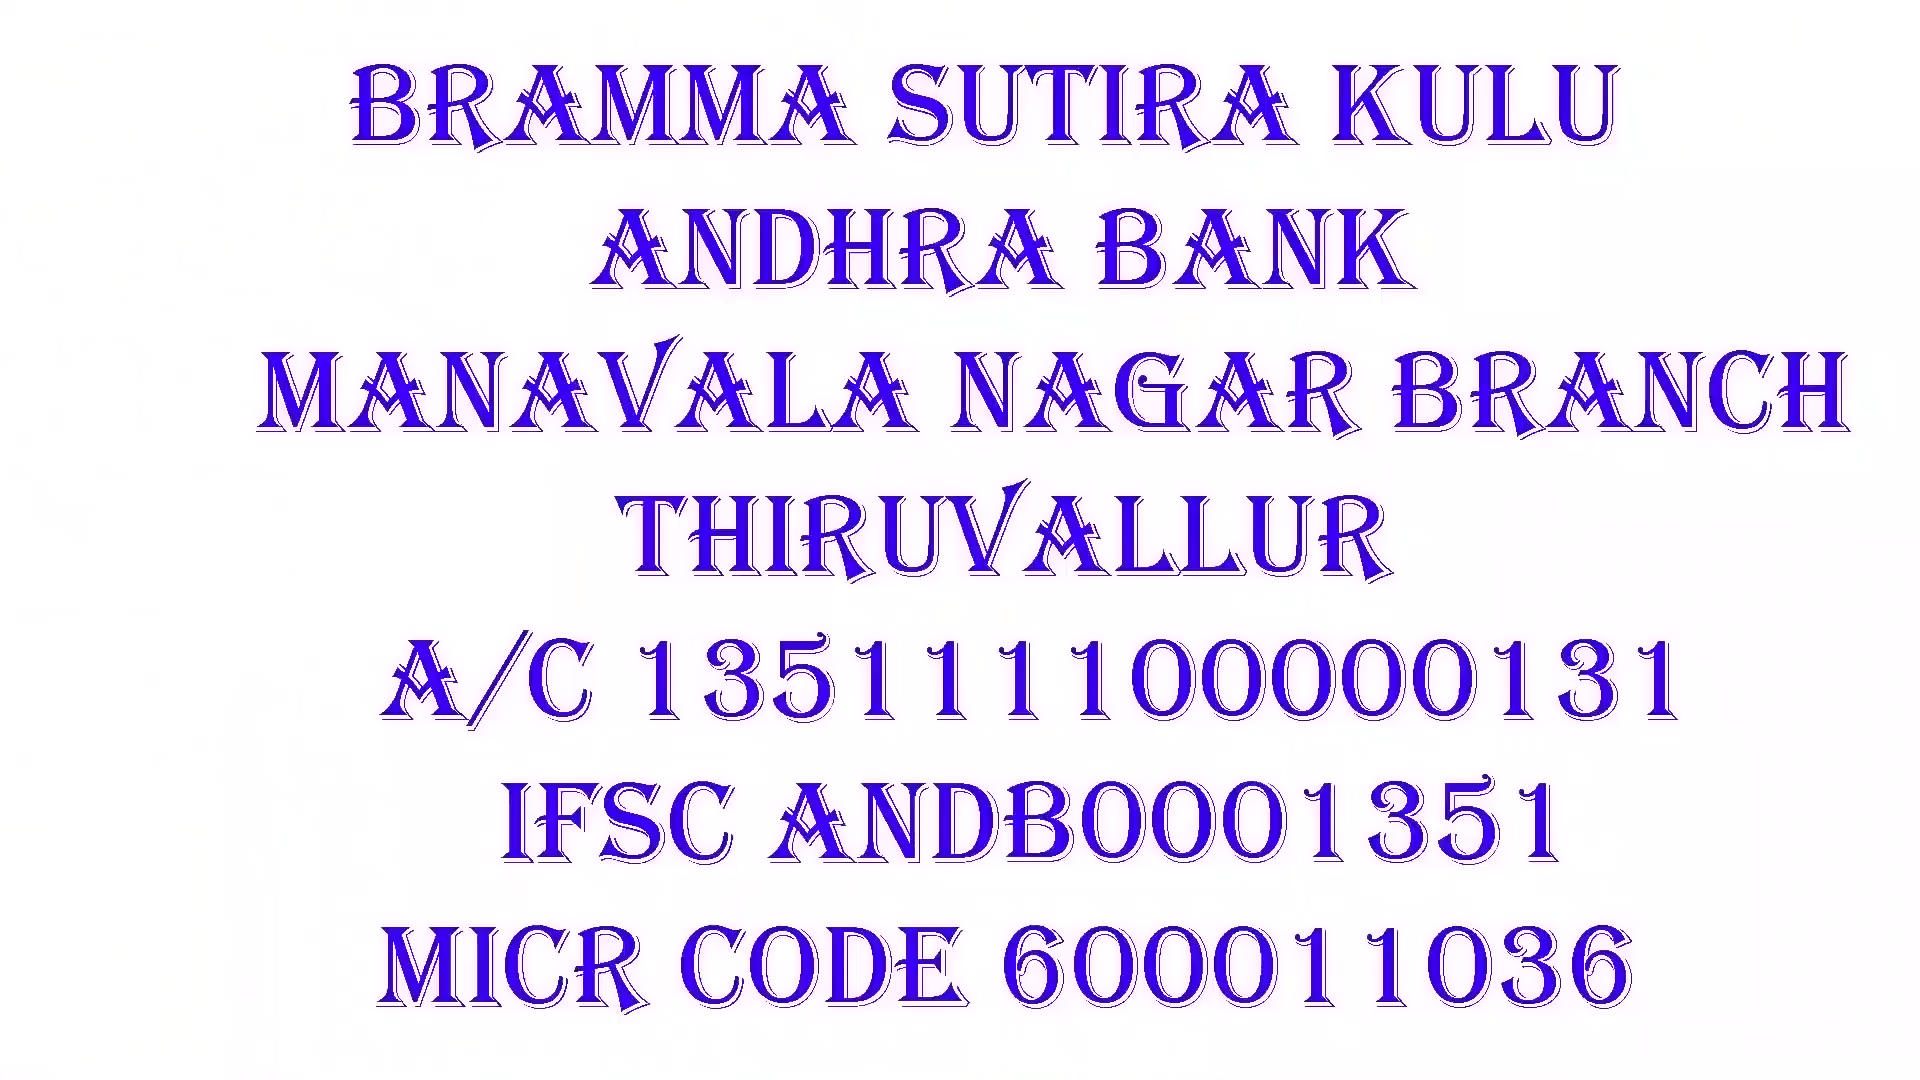 BRAMMA SUTIRA KULU
ANDHRA BANK
MANAVALA NAGAR BRANCH
THIRUVALLUR
A/C 135111100000131
IFSC ANDB0001351
MICR CODE 600011036